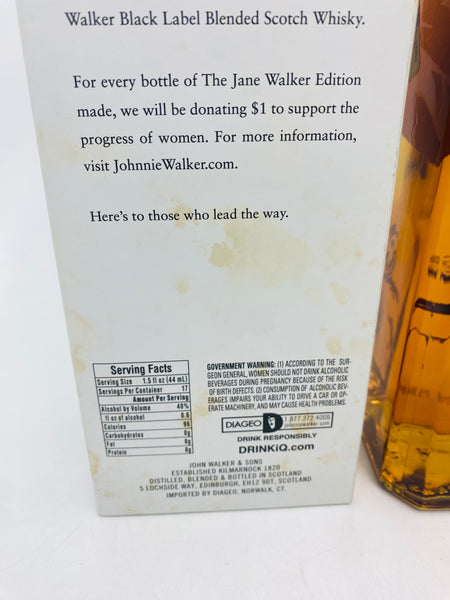 Walker Black Label Blended Scotch Whisky.
For every bottle of The Jane Walker Edition
made, we will be donating $1 to support the
progress of women. For more information,
visit JohnnieWalker.com.
Here's to those who lead the way.
Serving Facts
Serving Size 1.5 fl oz (44 mL)
Servings Per Container 17
Amount Per Serving
Alcohol by Volume 40%
fl oz of alcohol 0.6
Calories 96
Carbohydrates 0g
Fat 0g
Protein 0g
GOVERNMENT WARNING: (1) ACCORDING TO THE SUR-
GEON GENERAL, WOMEN SHOULD NOT DRINK ALCOHOLIC
BEVERAGES DURING PREGNANCY BECAUSE OF THE RISK
OF BIRTH DEFECTS. (2) CONSUMPTION OF ALCOHOLIC BEV-
ERAGES IMPAIRS YOUR ABILITY TO DRIVE A CAR OR OP-
ERATE MACHINERY, AND MAY CAUSE HEALTH PROBLEMS.
DIAGEO 1.877.272.4009
johnniewalker.com
DRINK RESPONSIBLY
DRINKiQ.com
JOHN WALKER & SONS
ESTABLISHED KILMARNOCK 1820
DISTILLED, BLENDED & BOTTLED IN SCOTLAND
5 LOCHSIDE WAY, EDINBURGH, EH12 9DT, SCOTLAND
IMPORTED BY DIAGEO, NORWALK, CT.